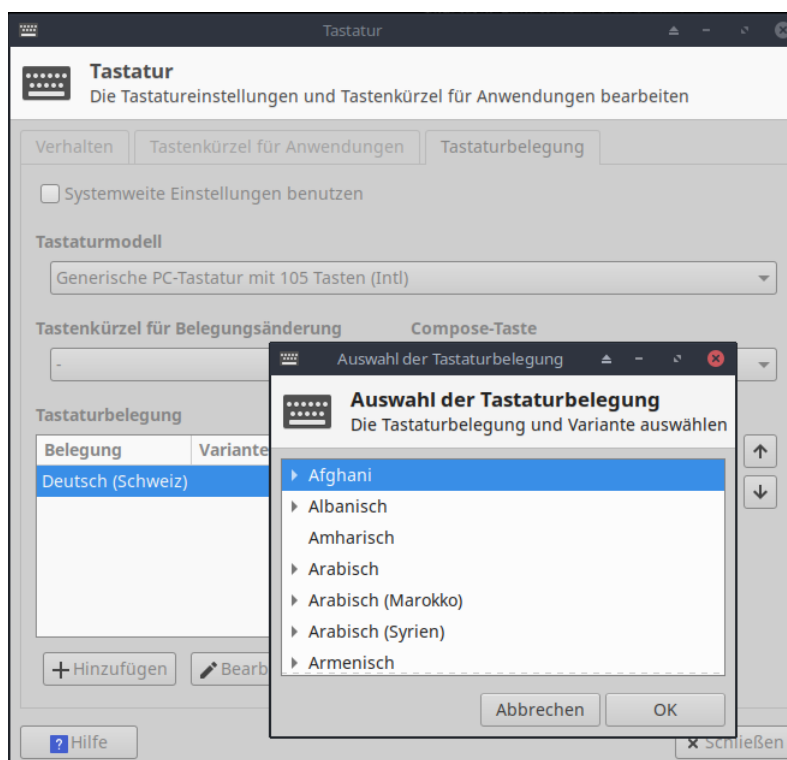 Tastatur
Tastatur
Die Tastatureinstellungen und Tastenkürzel für Anwendungen bearbeiten
Verhalten Tastenkürzel für Anwendungen Tastaturbelegung
Systemweite Einstellungen benutzen
Tastaturmodell
Generische PC-Tastatur mit 105 Tasten (Intl)
Tastenkürzel für Belegungsänderung Compose-Taste
-
Tastaturbelegung
Belegung Variante
Deutsch (Schweiz)
Hinzufügen Bearb
? Hilfe Schließen
Auswahl der Tastaturbelegung
Auswahl der Tastaturbelegung
Die Tastaturbelegung und Variante auswählen
Afghani
Albanisch
Amharisch
Arabisch
Arabisch (Marokko)
Arabisch (Syrien)
Armenisch
Abbrechen OK